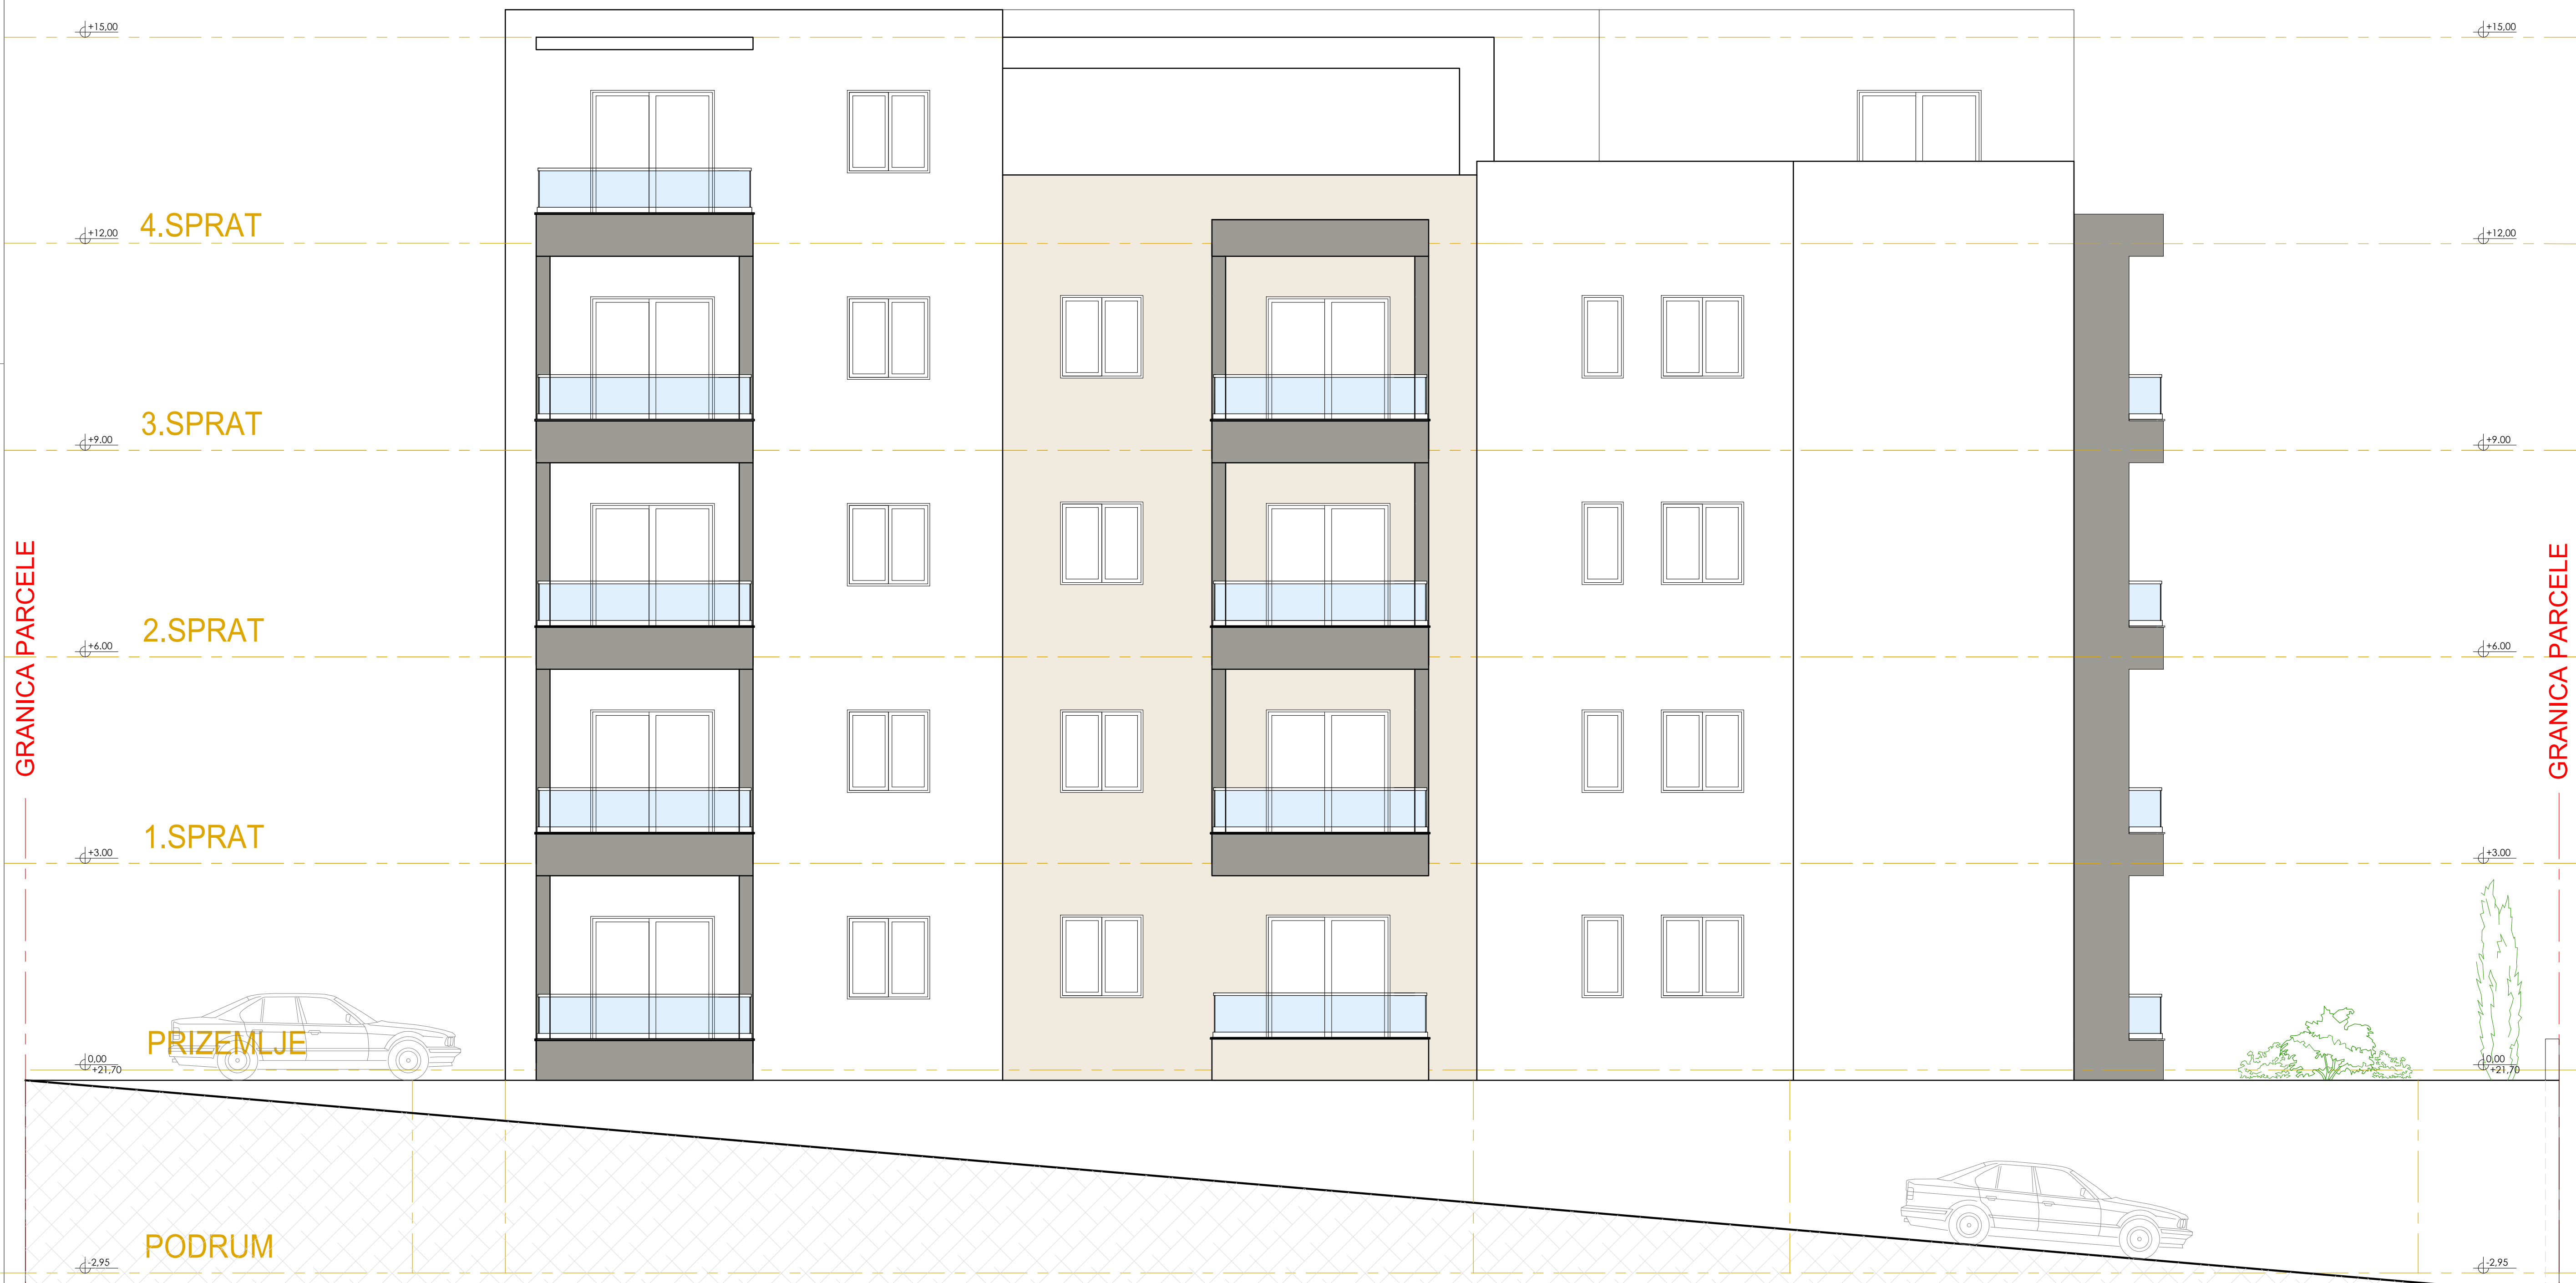 +15,00
+15,00
4.SPRAT
+12,00
+12,00
3.SPRAT
+9.00
+9.00
GRANICA PARCELE
GRANICA PARCELE
2.SPRAT
+6.00
+6.00
1.SPRAT
+3.00
+3.00
PRIZEMLJE
0,00
+21,70
0,00
+21,70
PODRUM
-2,95
-2,95